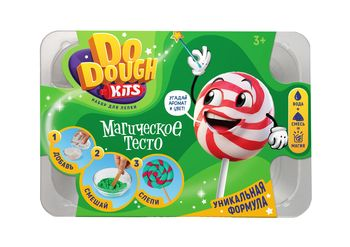 DO
DOUGH
KiTS
НАБОР ДЛЯ ЛЕПКИ
3+
УГАДАЙ
АРОМАТ
И ЦВЕТ!
МАГИЧЕСКОЕ
ТЕСТО
1
ДОБАВЬ
2
СМЕШАЙ
3
СЛЕПИ
ВОДА
+
СМЕСЬ
=
МАГИЯ
УНИКАЛЬНАЯ
ФОРМУЛА